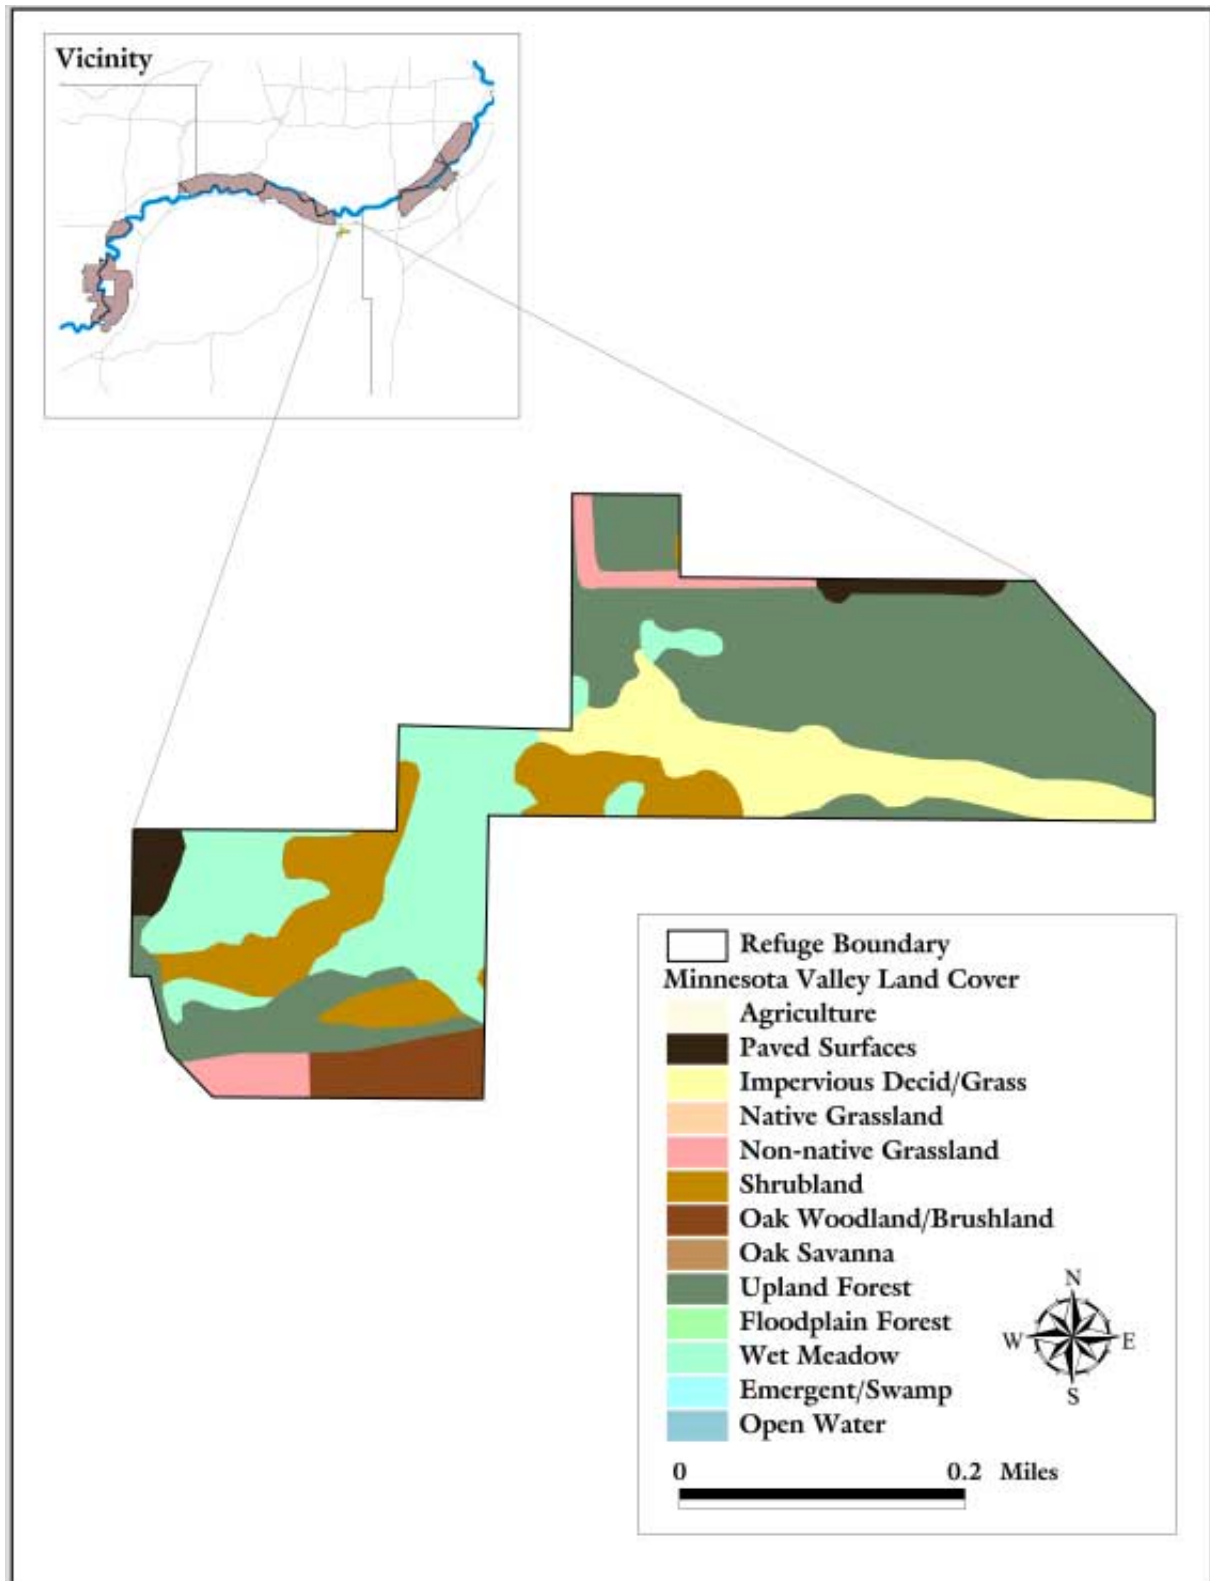 Vicinity
Refuge Boundary
Minnesota Valley Land Cover
Agriculture
Paved Surfaces
Impervious Decid/Grass
Native Grassland
Non-native Grassland
Shrubland
Oak Woodland/Brushland
Oak Savanna
Upland Forest
Floodplain Forest
Wet Meadow
Emergent/Swamp
Open Water
N
W E
S
0 0.2 Miles